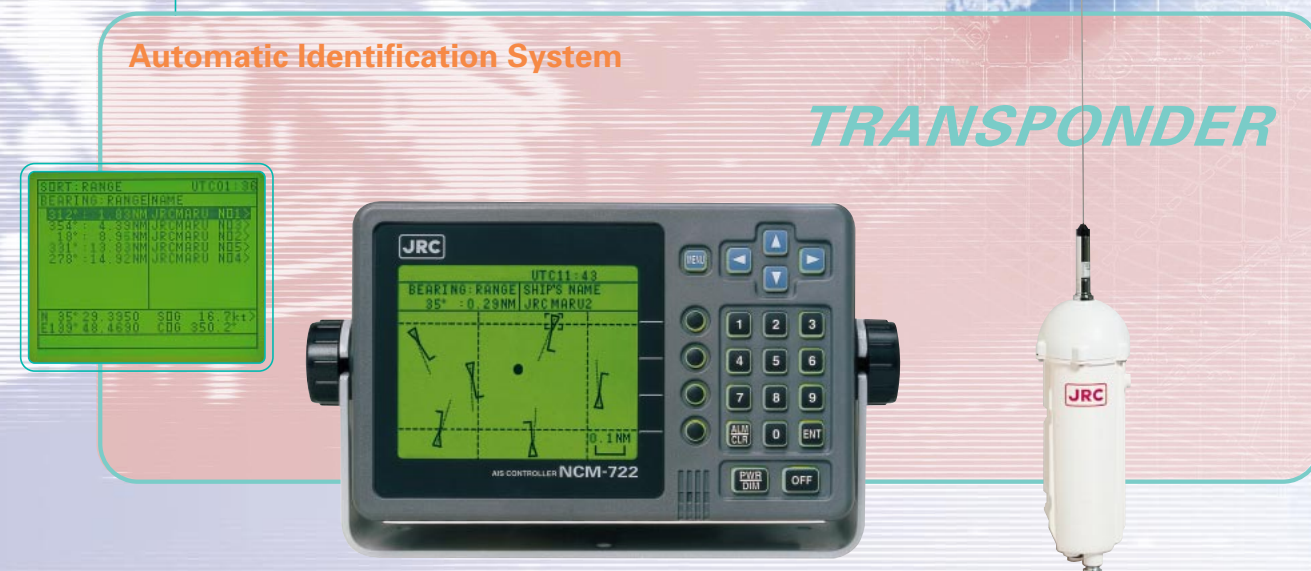 Automatic Identification System
TRANSPONDER
SORT:RANGE UTC01:36
BEARING:RANGE NAME
312°: 1.83NM JRCMARU NO1>
354°: 4.39NM JRCMARU NO3>
18°: 8.99NM JRCMARU NO2>
331°:13.83NM JRCMARU NO5>
278°:14.92NM JRCMARU NO4>
N 35°29.3950 SOG 16.7kt>
E139°48.4690 COG 350.2°
JRC
UTC11:43
BEARING:RANGE SHIP'S NAME
35° :0.29NM JRCMARU2
0.1NM
AIS CONTROLLER NCM-722
MENU
1 2 3
4 5 6
7 8 9
ALM CLR 0 ENT
PWR DIM OFF
JRC